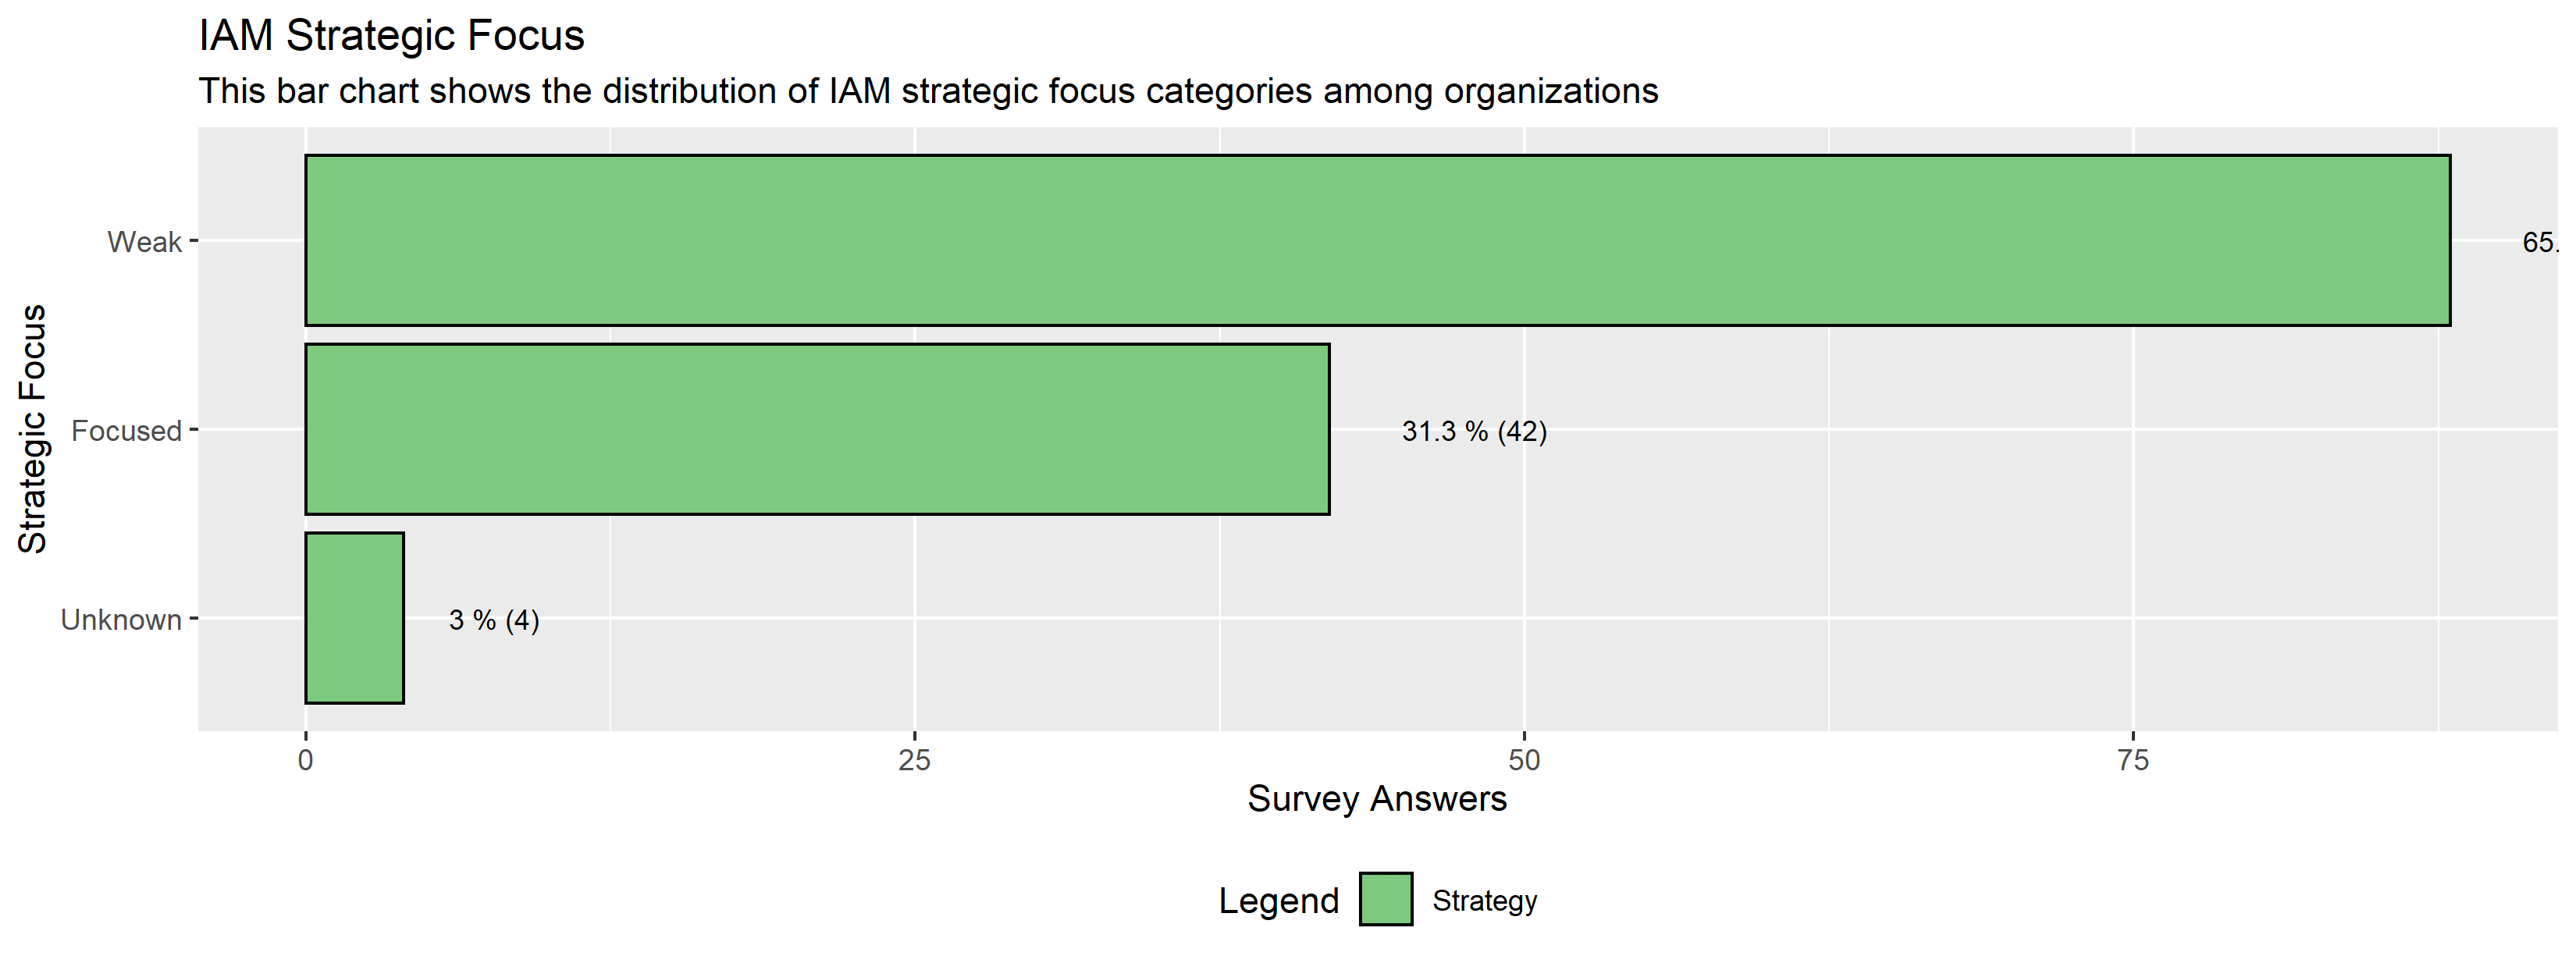 IAM Strategic Focus
This bar chart shows the distribution of IAM strategic focus categories among organizations
Strategic Focus
Weak
65.
Focused
31.3 % (42)
Unknown
3 % (4)
0
25
50
75
Survey Answers
Legend
Strategy